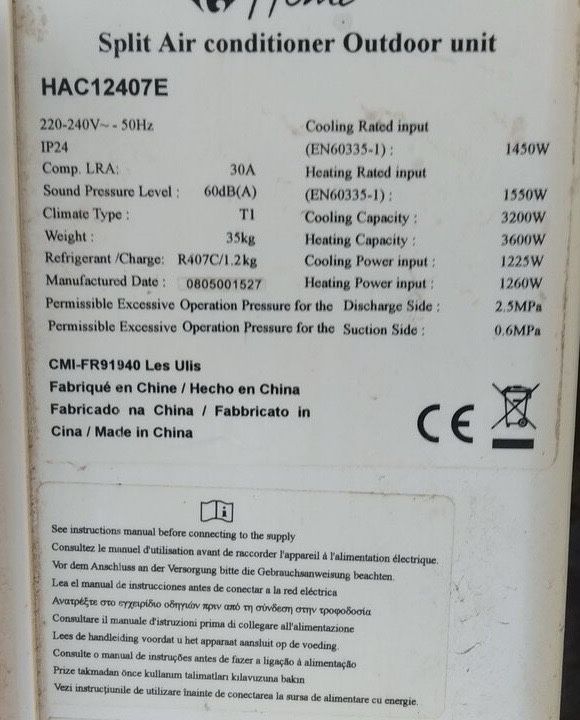 Home
Split Air conditioner Outdoor unit
HAC12407E
220-240V~ - 50Hz
IP24
Comp. LRA: 30A
Sound Pressure Level : 60dB(A)
Climate Type : T1
Weight : 35kg
Refrigerant /Charge: R407C/1.2kg
Manufactured Date : 0805001527
Cooling Rated input
(EN60335-1) : 1450W
Heating Rated input
(EN60335-1) : 1550W
Cooling Capacity : 3200W
Heating Capacity : 3600W
Cooling Power input : 1225W
Heating Power input : 1260W
Permissible Excessive Operation Pressure for the Discharge Side : 2.5MPa
Permissible Excessive Operation Pressure for the Suction Side : 0.6MPa
CMI-FR91940 Les Ulis
Fabriqué en Chine / Hecho en China
Fabricado na China / Fabbricato in
Cina / Made in China
CE
See instructions manual before connecting to the supply
Consultez le manuel d'utilisation avant de raccorder l'appareil à l'alimentation électrique.
Vor dem Anschluss an der Versorgung bitte die Gebrauchsanweisung beachten.
Lea el manual de instrucciones antes de conectar a la red eléctrica
Ανατρέξτε στο εγχειρίδιο οδηγιών πριν από τη σύνδεση στην τροφοδοσία
Consultare il manuale d'istruzioni prima di collegare all'alimentazione
Lees de handleiding voordat u het apparaat aansluit op de voeding.
Consulte o manual de instruções antes de fazer a ligação á alimentação
Prize takmadan önce kullanım talimatları kılavuzuna bakın
Vezi instrucţiunile de utilizare înainte de conectarea la sursa de alimentare cu energie.